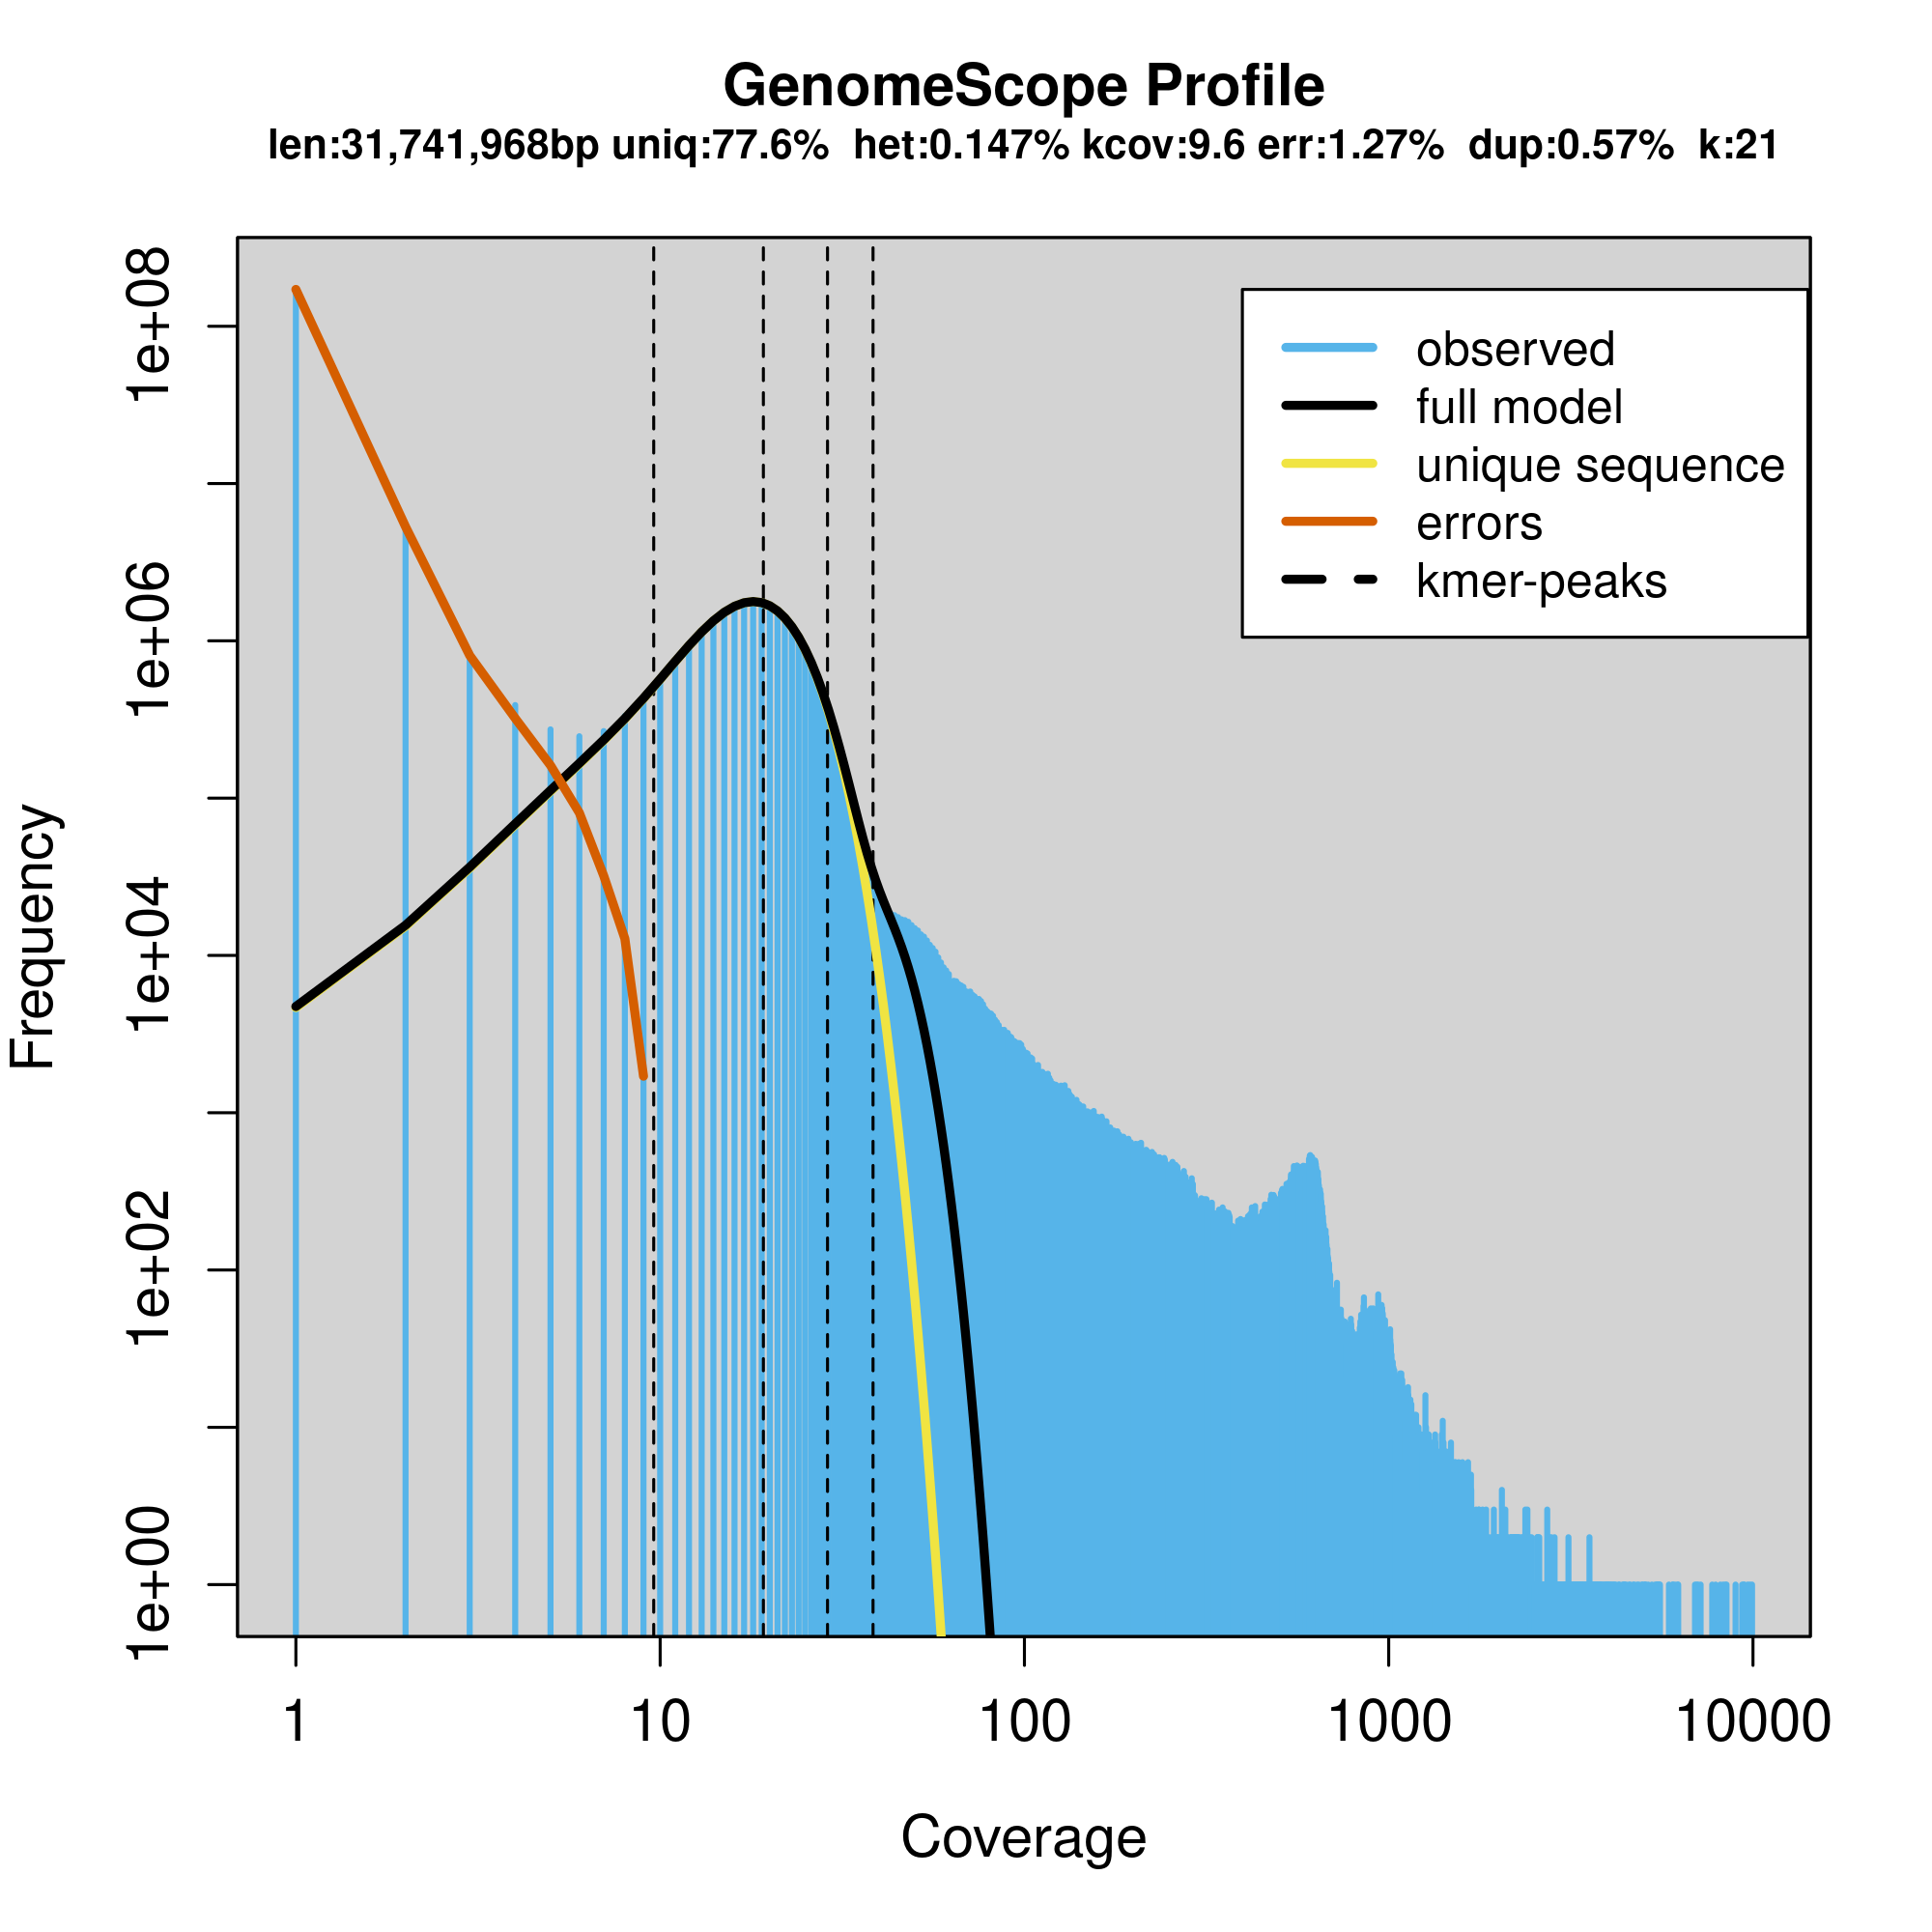 GenomeScope Profile
len:31,741,968bp uniq:77.6% het:0.147% kcov:9.6 err:1.27% dup:0.57% k:21
observed
full model
unique sequence
errors
kmer-peaks
Frequency
1e+08
1e+06
1e+04
1e+02
1e+00
1 10 100 1000 10000
Coverage